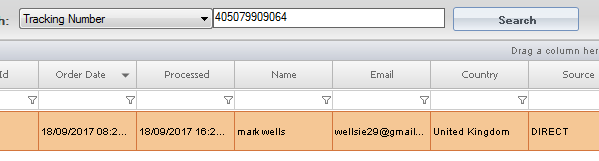 h: Tracking Number 405079909064 Search
Drag a column her
Id Order Date Processed Name Email Country Source
18/09/2017 08:2... 18/09/2017 16:2... mark wells wellsie29@gmail... United Kingdom DIRECT